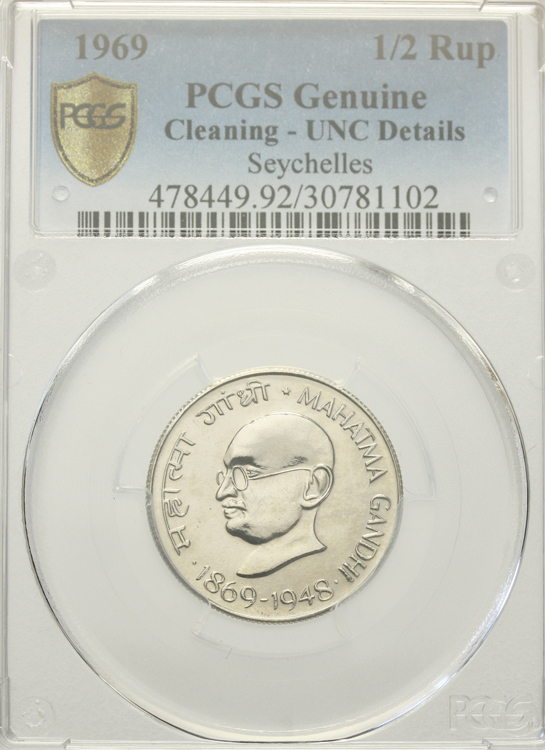 1969 1/2 Rup
PCGS
PCGS Genuine
Cleaning - UNC Details
Seychelles
478449.92/30781102
महात्मा गांधी · MAHATMA GANDHI
· 1869-1948 ·
PCGS